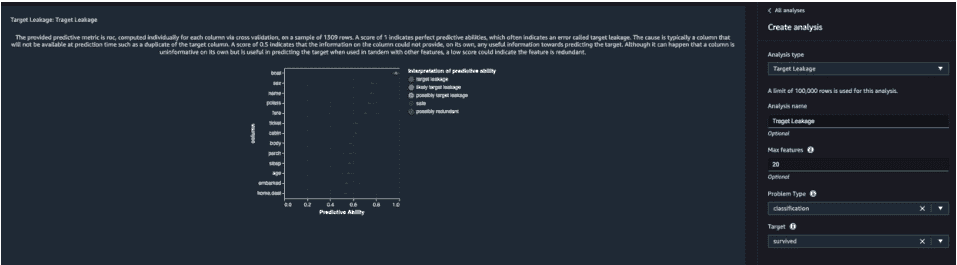 Target Leakage: Traget Leakage
The provided predictive metric is roc, computed individually for each column via cross validation, on a sample of 1309 rows. A score of 1 indicates perfect predictive abilities, which often indicates an error called target leakage. The cause is typically a column that
will not be available at prediction time such as a duplicate of the target column. A score of 0.5 indicates that the information on the column could not provide, on its own, any useful information towards predicting the target. Although it can happen that a column is
uninformative on its own but is useful in predicting the target when used in tandem with other features, a low score could indicate the feature is redundant.
column
boat
sex
name
pclass
fare
ticket
cabin
body
parch
sibsp
age
embarked
home.dest
0.0 0.2 0.4 0.6 0.8 1.0
Predictive Ability
Interpretation of predictive ability
target leakage
likely target leakage
possibly target leakage
safe
possibly redundant
< All analyses
Create analysis
Analysis type
Target Leakage
A limit of 100,000 rows is used for this analysis.
Analysis name
Traget Leakage
Optional
Max features
20
Optional
Problem Type
classification
Target
survived